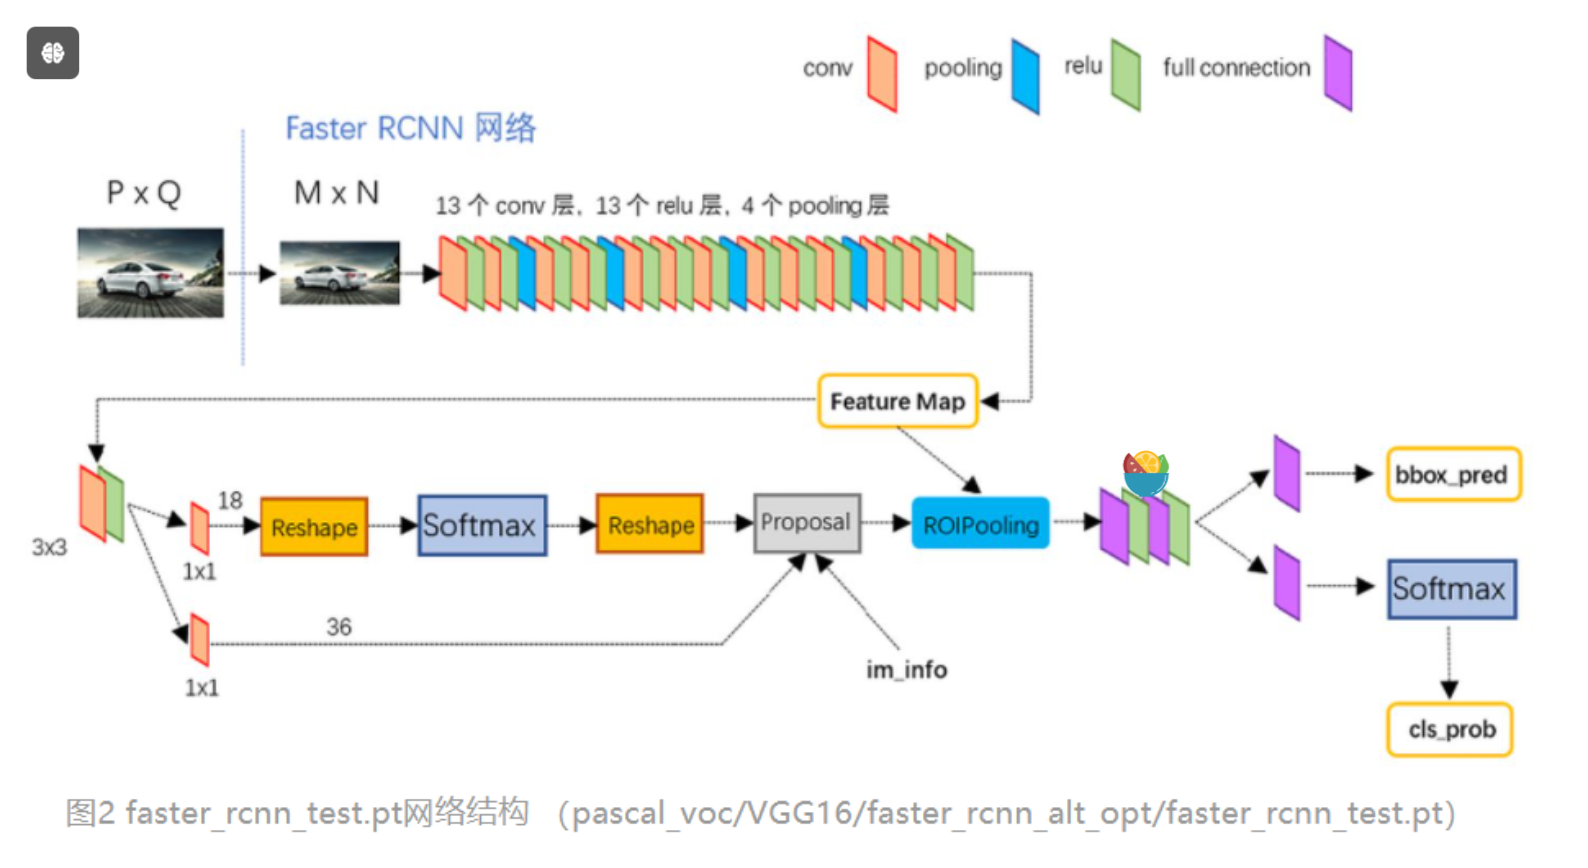 conv pooling relu full connection
Faster RCNN 网络
P x Q
M x N
13 个 conv 层, 13 个 relu 层, 4 个 pooling 层
Feature Map
3x3
1x1
18
Reshape
Softmax
Reshape
Proposal
ROIPooling
bbox_pred
1x1
36
im_info
Softmax
cls_prob
图2 faster_rcnn_test.pt网络结构 （pascal_voc/VGG16/faster_rcnn_alt_opt/faster_rcnn_test.pt）